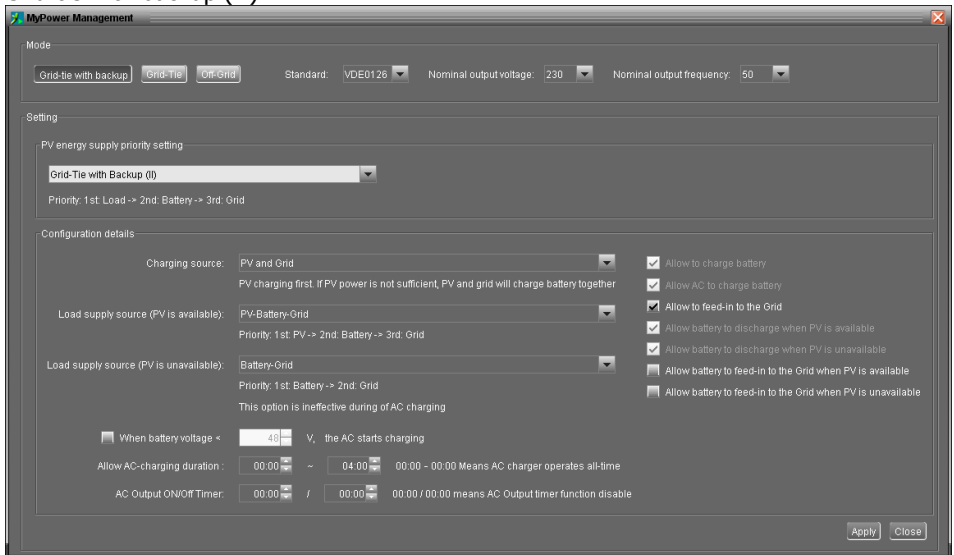 MyPower Management
Mode
Grid-tie with backup Grid-Tie Off-Grid Standard: VDE0126 Nominal output voltage: 230 Nominal output frequency: 50
Setting
PV energy supply priority setting
Grid-Tie with Backup (II)
Priority: 1st: Load -> 2nd: Battery -> 3rd: Grid
Configuration details
Charging source: PV and Grid
PV charging first. If PV power is not sufficient, PV and grid will charge battery together
Load supply source (PV is available): PV-Battery-Grid
Priority: 1st: PV -> 2nd: Battery -> 3rd: Grid
Load supply source (PV is unavailable): Battery-Grid
Priority: 1st: Battery -> 2nd: Grid
This option is ineffective during of AC charging
When battery voltage < 48 V, the AC starts charging
Allow AC-charging duration : 00:00 ~ 04:00 00:00 – 00:00 Means AC charger operates all-time
AC Output ON/Off Timer: 00:00 / 00:00 00:00 / 00:00 means AC Output timer function disable
Allow to charge battery
Allow AC to charge battery
Allow to feed-in to the Grid
Allow battery to discharge when PV is available
Allow battery to discharge when PV is unavailable
Allow battery to feed-in to the Grid when PV is available
Allow battery to feed-in to the Grid when PV is unavailable
Apply Close